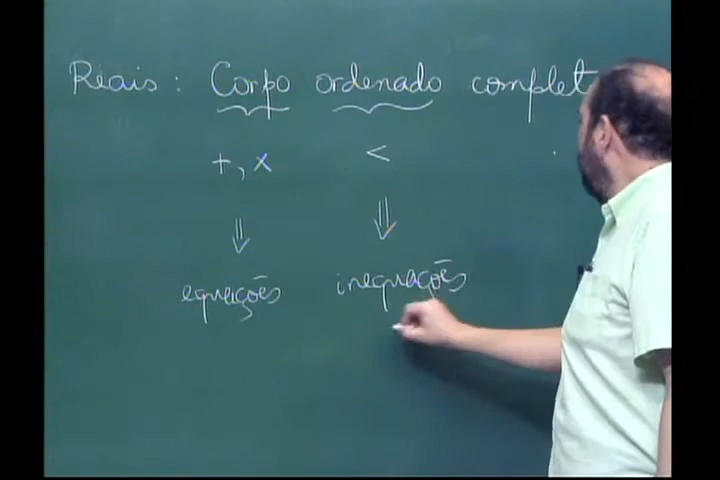 Reais : Corpo ordenado complet
+, × <
⇓ ⇓
equações inequações